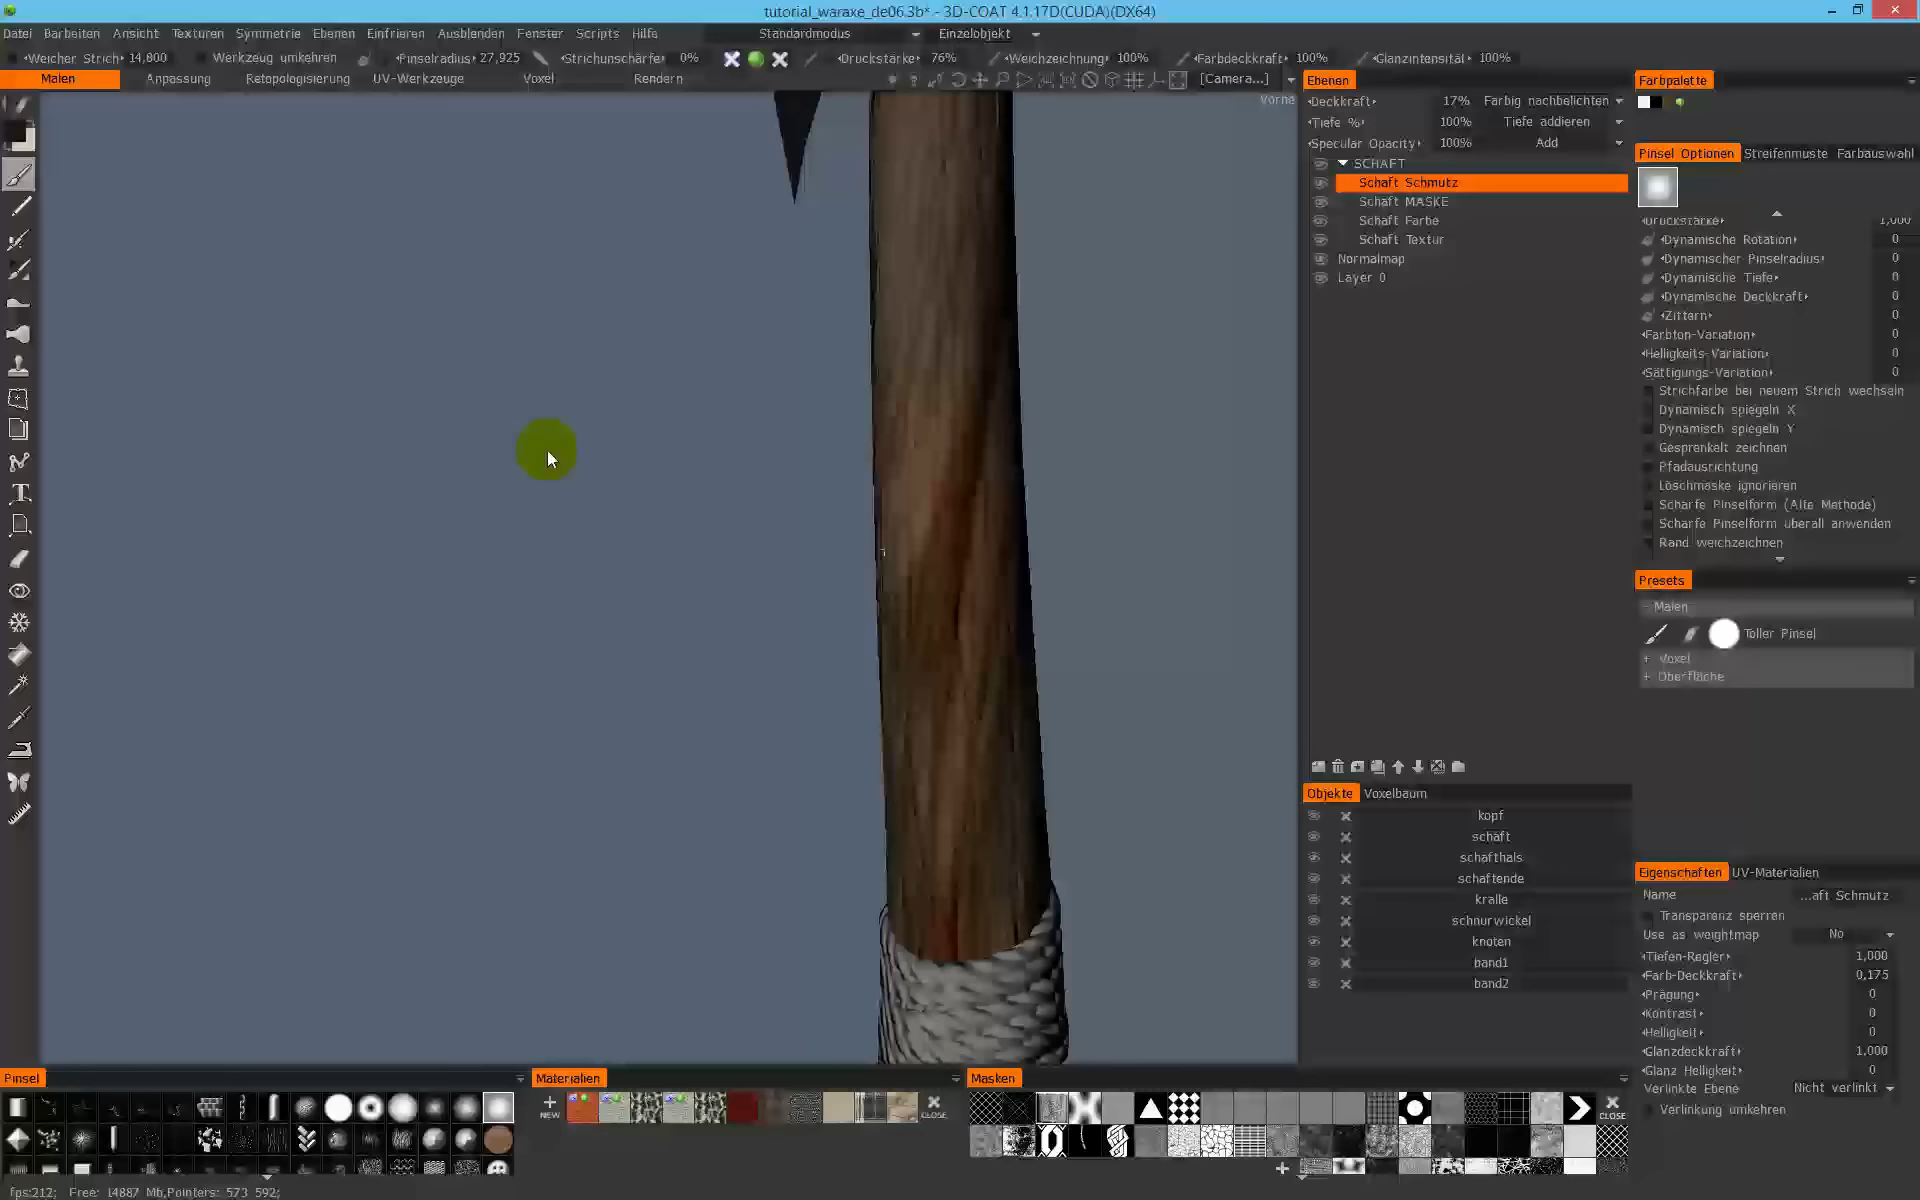 tutorial_waraxe_de06.3b* - 3D-COAT 4.1.17D(CUDA)(DX64)
Datei Bearbeiten Ansicht Texturen Symmetrie Ebenen Einfrieren Ausblenden Fenster Scripts Hilfe Standardmodus Einzelobjekt
Weicher Strich 14,800 Werkzeug umkehren Pinselradius 27,925 Strichunschärfe 0% Druckstärke 76% Weichzeichnung 100% Farbdeckkraft 100% Glanzintensität 100%
Malen Anpassung Retopologisierung UV-Werkzeuge Voxel Rendern [Camera...]
Vorne
Ebenen
Deckkraft 17% Farbig nachbelichten
Tiefe % 100% Tiefe addieren
Specular Opacity 100% Add
SCHAFT
Schaft Schmutz
Schaft MASKE
Schaft Farbe
Schaft Textur
Normalmap
Layer 0
Objekte Voxelbaum
kopf
schaft
schafthals
schaftende
kralle
schnurwickel
knoten
band1
band2
Farbpalette
Pinsel Optionen Streifenmuste Farbauswahl
Druckstärke 1,000
Dynamische Rotation 0
Dynamischer Pinselradius 0
Dynamische Tiefe 0
Dynamische Deckkraft 0
Zittern 0
Farbton-Variation 0
Helligkeits-Variation 0
Sättigungs-Variation 0
Strichfarbe bei neuem Strich wechseln
Dynamisch spiegeln X
Dynamisch spiegeln Y
Gesprenkelt zeichnen
Pfadausrichtung
Löschmaske ignorieren
Scharfe Pinselform (Alte Methode)
Scharfe Pinselform überall anwenden
Rand weichzeichnen
Presets
- Malen
Toller Pinsel
+ Voxel
+ Oberfläche
Eigenschaften UV-Materialien
Name ...aft Schmutz
Transparenz sperren
Use as weightmap No
Tiefen-Regler 1,000
Farb-Deckkraft 0,175
Prägung 0
Kontrast 0
Helligkeit 0
Glanzdeckkraft 1,000
Glanz Helligkeit 0
Verlinkte Ebene Nicht verlinkt
Verlinkung umkehren
Pinsel Materialien Masken
NEW CLOSE CLOSE
fps:212; Free: 14887 Mb,Pointers: 573 592;